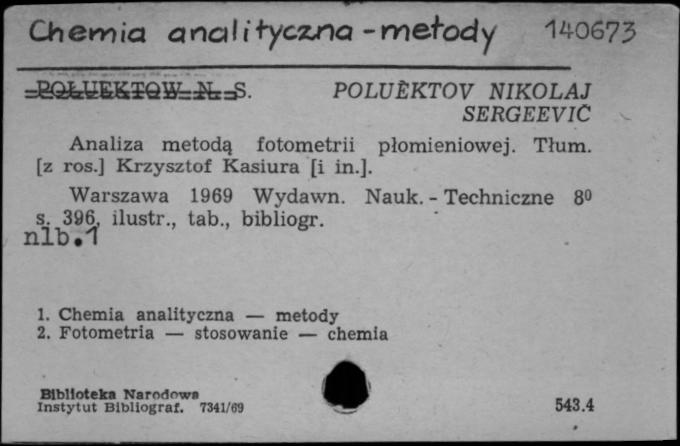 Chemia analityczna - metody 140673
POŁUEKTOW N. S. POLUÈKTOV NIKOLAJ
SERGEEVIČ
Analiza metodą fotometrii płomieniowej. Tłum.
[z ros.] Krzysztof Kasiura [i in.].
Warszawa 1969 Wydawn. Nauk. - Techniczne 8⁰
s. 396, ilustr., tab., bibliogr.
nlb. 1
1. Chemia analityczna — metody
2. Fotometria — stosowanie — chemia
Biblioteka Narodowa
Instytut Bibliograf. 7341/69 543.4